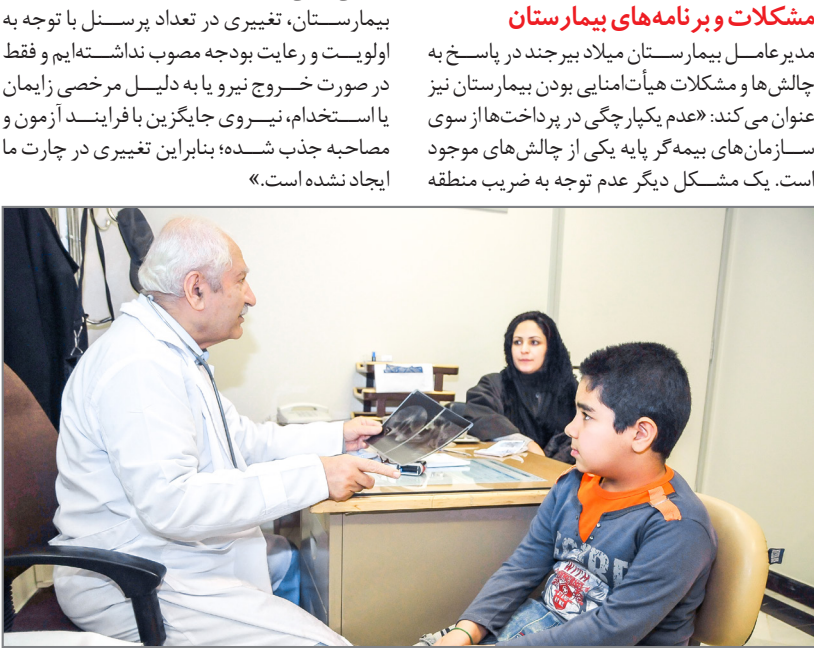 مشکلات و برنامه‌های بیمارستان
مدیرعامل بیمارستان میلاد بیرجند در پاسخ به
چالش‌ها و مشکلات هیأت‌امنایی بودن بیمارستان نیز
عنوان می‌کند: «عدم یکپارچگی در پرداخت‌ها از سوی
سازمان‌های بیمه‌گر پایه یکی از چالش‌های موجود
است. یک مشکل دیگر عدم توجه به ضریب منطقه
بیمارستان، تغییری در تعداد پرسنل با توجه به
اولویت و رعایت بودجه مصوب نداشته‌ایم و فقط
در صورت خروج نیرو یا به دلیل مرخصی زایمان
یا استخدام، نیروی جایگزین با فرایند آزمون و
مصاحبه جذب شده؛ بنابراین تغییری در چارت ما
ایجاد نشده است.»